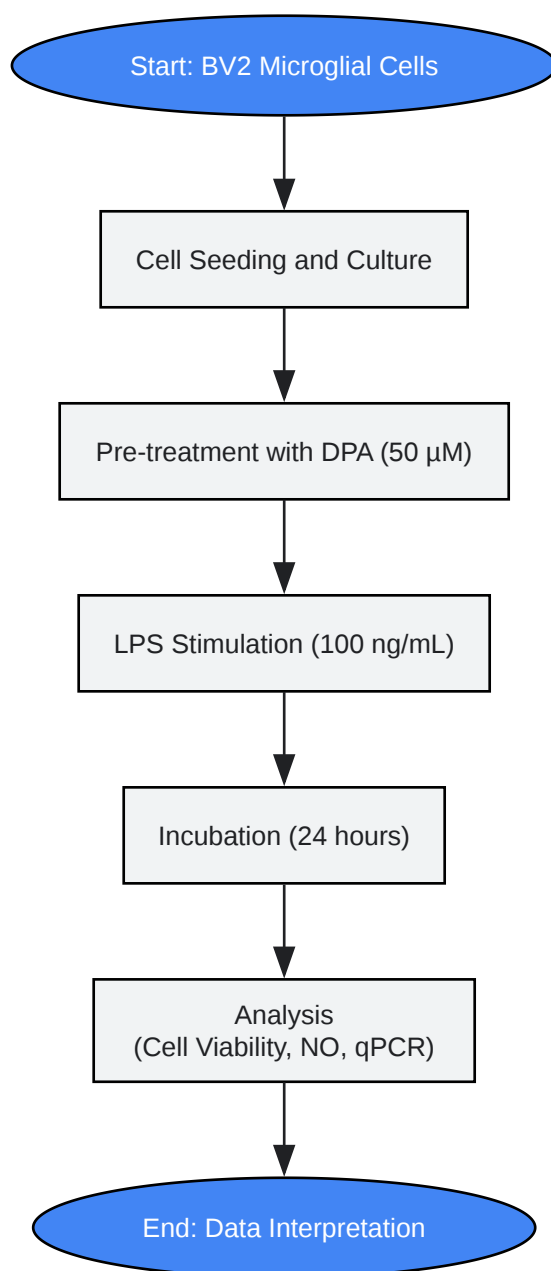 Start: BV2 Microglial Cells
Cell Seeding and Culture
Pre-treatment with DPA (50 µM)
LPS Stimulation (100 ng/mL)
Incubation (24 hours)
Analysis
(Cell Viability, NO, qPCR)
End: Data Interpretation